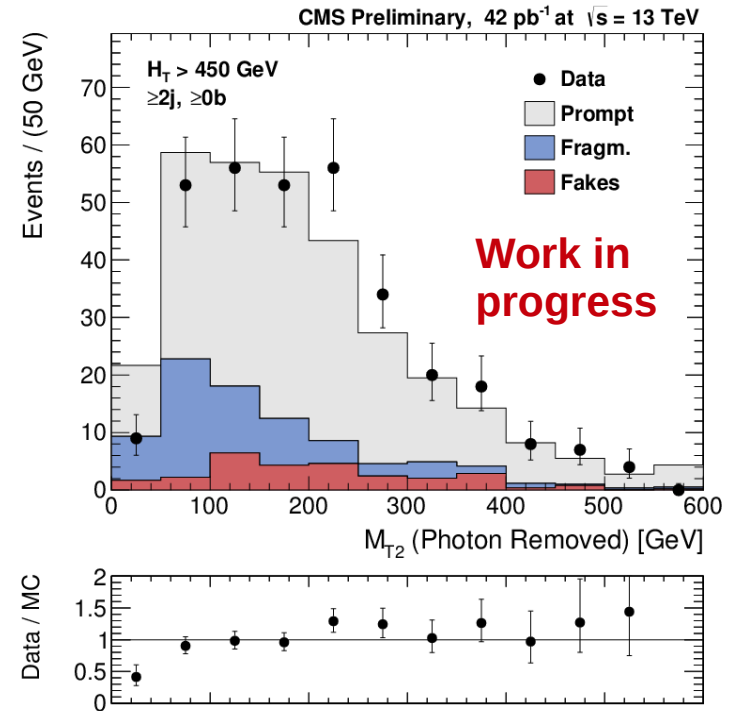 CMS Preliminary, 42 pb⁻¹ at √s = 13 TeV
Events / (50 GeV)
H_T > 450 GeV
≥2j, ≥0b
Data
Prompt
Fragm.
Fakes
Work in
progress
70
60
50
40
30
20
10
0
0 100 200 300 400 500 600
M_T2 (Photon Removed) [GeV]
Data / MC
2
1.5
1
0.5
0